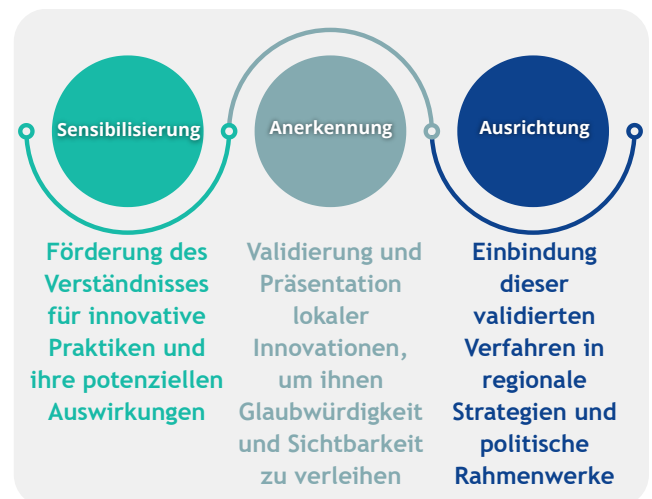 Sensibilisierung
Anerkennung
Ausrichtung
Förderung des
Verständnisses
für innovative
Praktiken und
ihre potenziellen
Auswirkungen
Validierung und
Präsentation
lokaler
Innovationen,
um ihnen
Glaubwürdigkeit
und Sichtbarkeit
zu verleihen
Einbindung
dieser
validierten
Verfahren in
regionale
Strategien und
politische
Rahmenwerke